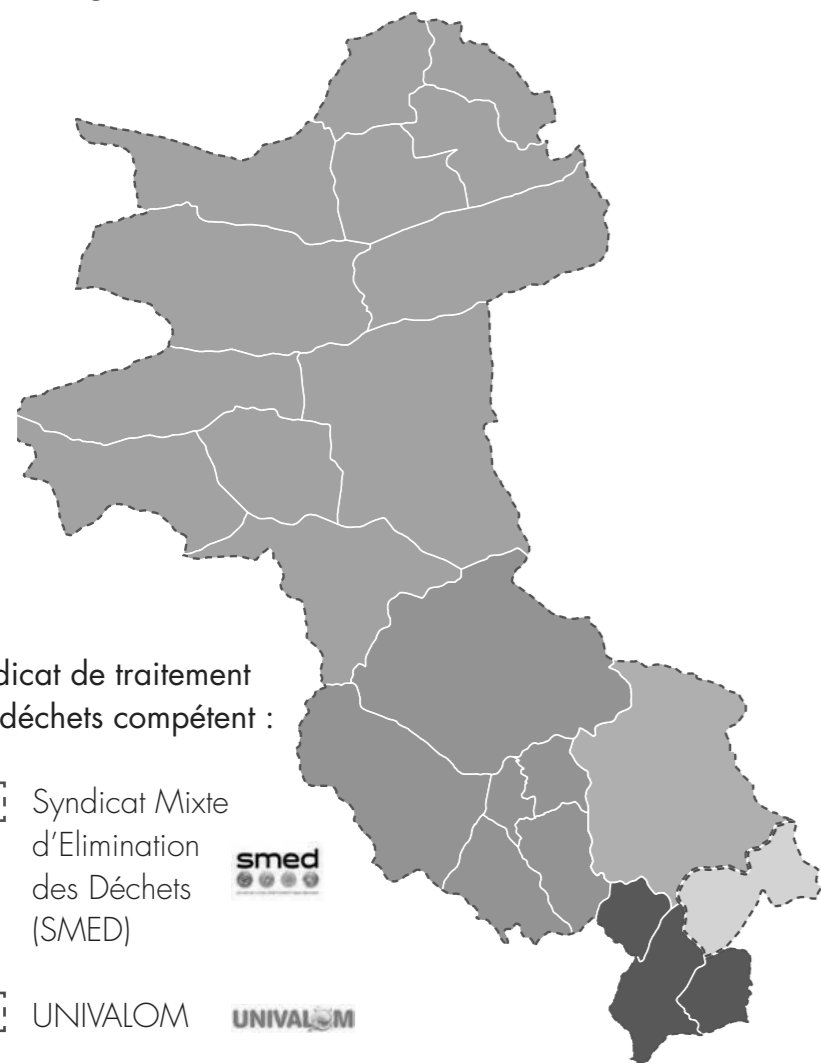 dicat de traitement
déchets compétent :
Syndicat Mixte
d’Elimination
des Déchets
(SMED)
smed
UNIVALOM
UNIVALOM